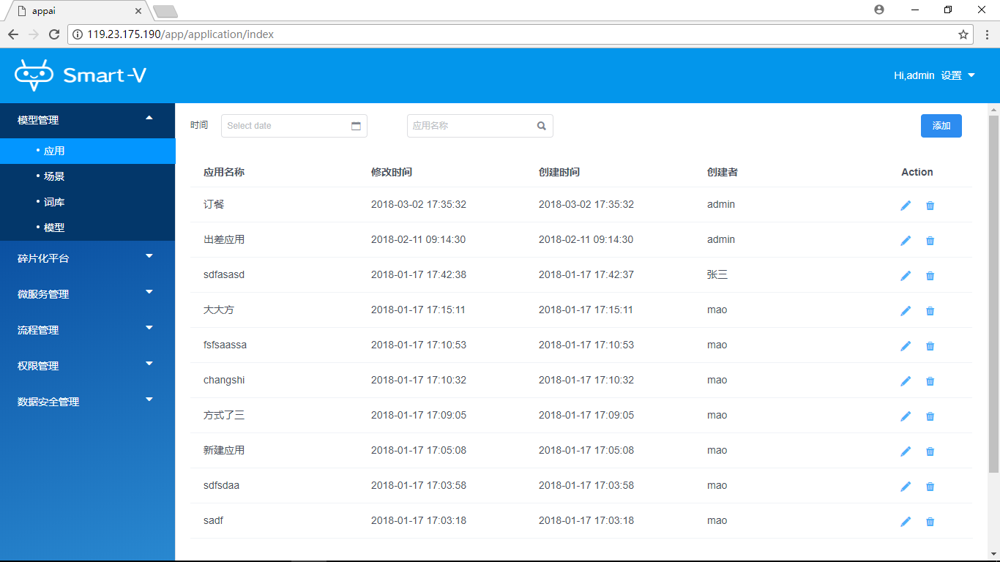 appai
119.23.175.190/app/application/index
Smart-V
Hi,admin 设置
模型管理
• 应用
• 场景
• 词库
• 模型
碎片化平台
微服务管理
流程管理
权限管理
数据安全管理
时间 Select date 应用名称 添加
应用名称 修改时间 创建时间 创建者 Action
订餐 2018-03-02 17:35:32 2018-03-02 17:35:32 admin
出差应用 2018-02-11 09:14:30 2018-02-11 09:14:30 admin
sdfasasd 2018-01-17 17:42:38 2018-01-17 17:42:37 张三
大大方 2018-01-17 17:15:11 2018-01-17 17:15:11 mao
fsfsaassa 2018-01-17 17:10:53 2018-01-17 17:10:53 mao
changshi 2018-01-17 17:10:32 2018-01-17 17:10:32 mao
方式了三 2018-01-17 17:09:05 2018-01-17 17:09:05 mao
新建应用 2018-01-17 17:05:08 2018-01-17 17:05:08 mao
sdfsdaa 2018-01-17 17:03:58 2018-01-17 17:03:58 mao
sadf 2018-01-17 17:03:18 2018-01-17 17:03:18 mao